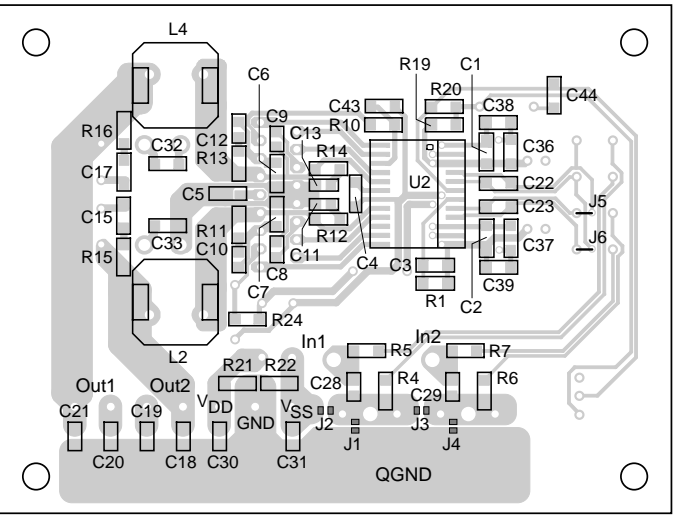 L4
C6
R19
C1
R20
C44
C43
C38
C9
R16
C13
R10
C12
C32
C36
R14
R13
C17
U2
C22
C5
J5
C23
C15
R11
R12
J6
C37
C33
R15
C10
C11
C4
C3
C8
C39
C7
R1
C2
R24
L2
In1
In2
R5
R7
R21
R22
C28
R4
C29
R6
Out1
Out2
VDD
VSS
C21
C19
GND
J2
J3
J1
J4
C20
C18
C30
C31
QGND